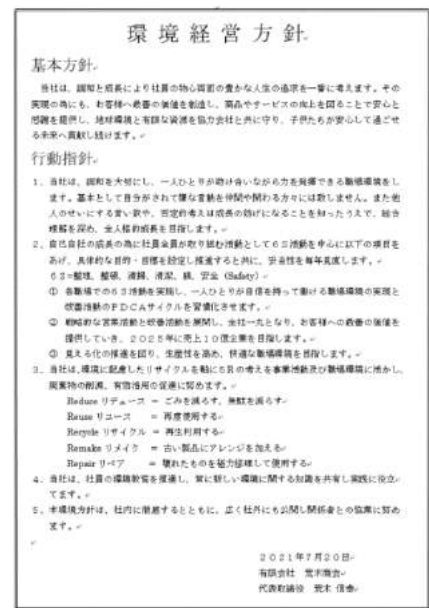 環境経営方針
基本方針
当社は、調和と成長により社員の物心両面の豊かな人生の追求を一番に考えます。その
実現の為にも、お客様へ最善の価値を創造し、商品やサービスの向上を図ることで安心と
感謝を提供し、地球環境と有限な資源を協力会社と共に守り、子供たちが安心して過ごせ
る未来へ貢献し続けます。
行動指針
1、当社は、調和を大切にし、一人ひとりが助け合いながら力を発揮できる職場環境をし
ます。基本として自分がされて嫌な言動を仲間や関わる方々には致しません。また他
人のせいにする言い訳や、否定的考えは成長の妨げになることを知ったうえで、総合
理解を深め、全人格的成長を目指します。
2、自己自社の成長の為に社員全員が取り組む活動として6S活動を中心に以下の項目を
あげ、具体的な目的・目標を設定し推進すると共に、妥当性を毎年見直します。
6S=整理、整頓、清掃、清潔、躾、安全(Safety)
① 各職場での6S活動を実施し、一人ひとりが自信を持って働ける職場環境の実現と
改善活動のPDCAサイクルを習慣化させます。
② 戦略的な営業活動と改善活動を展開し、全社一丸となり、お客様への最善の価値を
提供していき、2025年に売上10億企業を目指します。
③ 見える化の推進を図り、生産性を高め、快適な職場環境を目指します。
3、当社は、環境に配慮したリサイクルを軸に5Rの考えを事業活動及び職場環境に活かし、
廃棄物の削減、有効活用の促進に努めます。
Reduce リデュース = ごみを減らす、無駄を減らす
Reuse リユース = 再度使用する
Recycle リサイクル = 再生利用する
Remake リメイク = 古い製品にアレンジを加える
Repair リペア = 壊れたものを極力修理して使用する
4、当社は、社員の環境教育を推進し、常に新しい環境に関する知識を共有し実践に役立
てます。
5、本環境方針は、社内に徹底するとともに、広く社外にも公開し関係者との協業に努め
ます。
2021年7月20日
有限会社 荒木商会
代表取締役 荒木 信幸